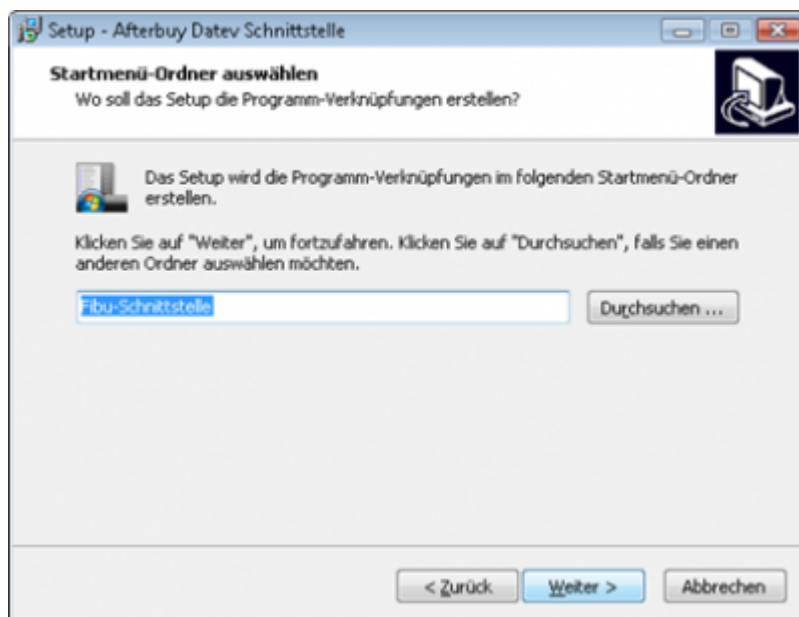 Setup - Afterbuy Datev Schnittstelle
Startmenü-Ordner auswählen
Wo soll das Setup die Programm-Verknüpfungen erstellen?
Das Setup wird die Programm-Verknüpfungen im folgenden Startmenü-Ordner
erstellen.
Klicken Sie auf "Weiter", um fortzufahren. Klicken Sie auf "Durchsuchen", falls Sie einen
anderen Ordner auswählen möchten.
Fibu-Schnittstelle
Durchsuchen ...
< Zurück
Weiter >
Abbrechen